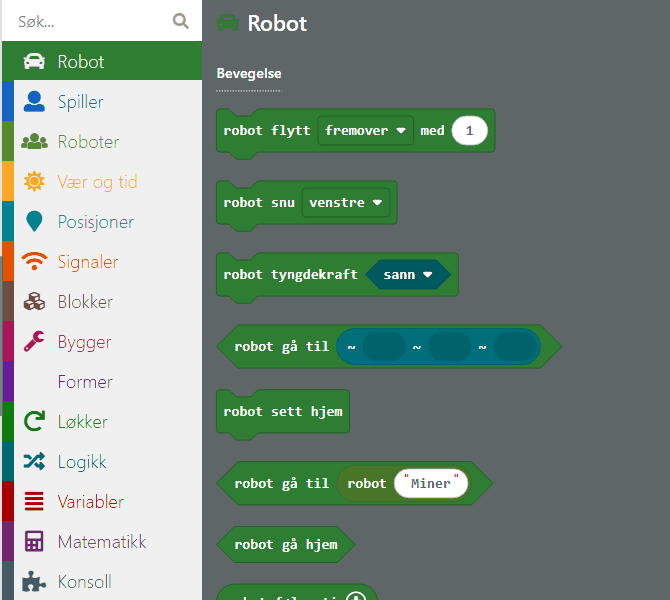 Søk...
Robot
Spiller
Roboter
Vær og tid
Posisjoner
Signaler
Blokker
Bygger
Former
Løkker
Logikk
Variabler
Matematikk
Konsoll
Robot
Bevegelse
robot flytt fremover med 1
robot snu venstre
robot tyngdekraft sann
robot gå til ~ ~ ~
robot sett hjem
robot gå til robot "Miner"
robot gå hjem